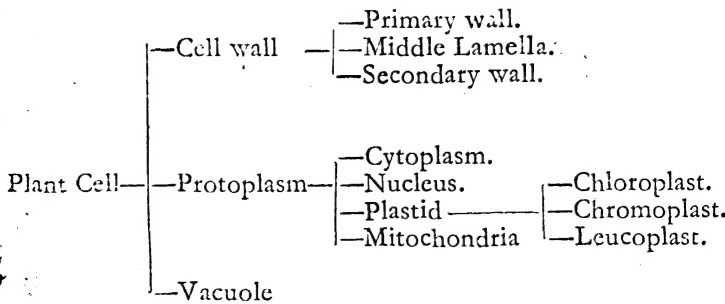 —Primary wall.
—Cell wall —Middle Lamella.
—Secondary wall.
—Cytoplasm.
Plant Cell— —Protoplasm— —Nucleus. —Chloroplast.
—Plastid —Chromoplast.
—Mitochondria —Leucoplast.
—Vacuole